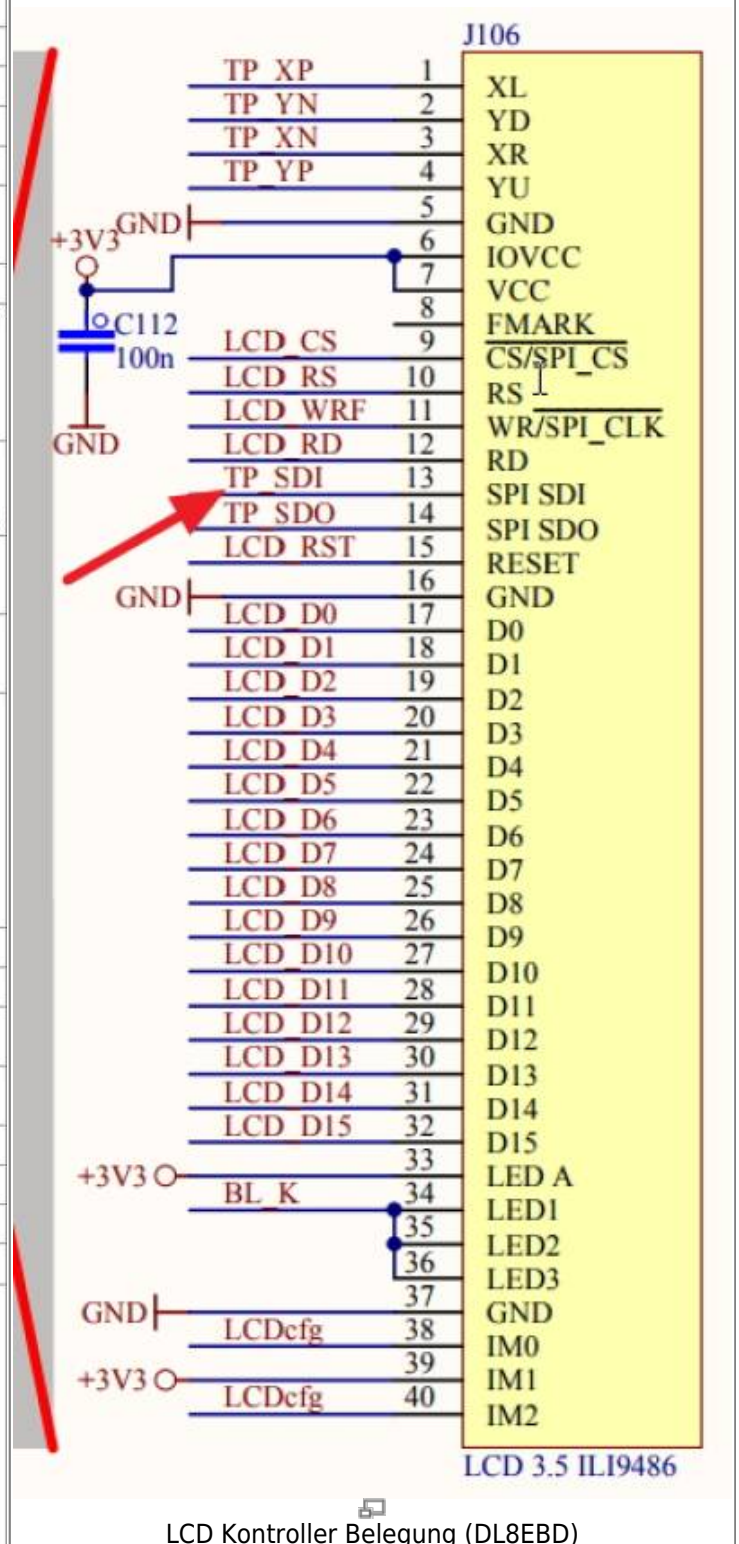 J106
TP_XP 1 XL
TP_YN 2 YD
TP_XN 3 XR
TP_YP 4 YU
GND 5 GND
+3V3 6 IOVCC
7 VCC
8 FMARK
C112
100n
GND
LCD_CS 9 CS/SPI_CS
LCD_RS 10 RS
LCD_WRF 11 WR/SPI_CLK
LCD_RD 12 RD
TP_SDI 13 SPI SDI
TP_SDO 14 SPI SDO
LCD_RST 15 RESET
GND 16 GND
LCD_D0 17 D0
LCD_D1 18 D1
LCD_D2 19 D2
LCD_D3 20 D3
LCD_D4 21 D4
LCD_D5 22 D5
LCD_D6 23 D6
LCD_D7 24 D7
LCD_D8 25 D8
LCD_D9 26 D9
LCD_D10 27 D10
LCD_D11 28 D11
LCD_D12 29 D12
LCD_D13 30 D13
LCD_D14 31 D14
LCD_D15 32 D15
+3V3 33 LED A
BL_K 34 LED1
35 LED2
36 LED3
GND 37 GND
LCDcfg 38 IM0
+3V3 39 IM1
LCDcfg 40 IM2
LCD 3.5 ILI9486
LCD Kontroller Belegung (DL8EBD)